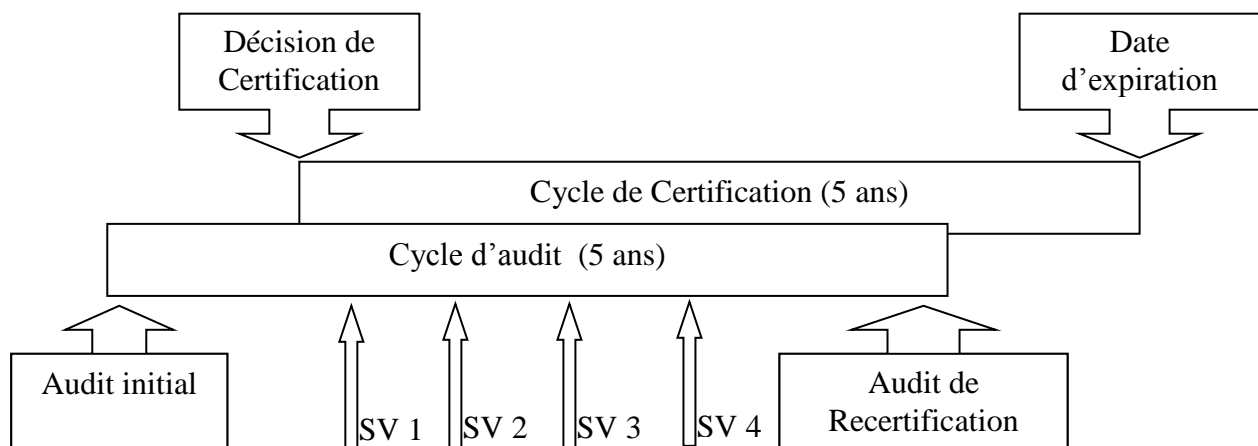 Décision de
Certification
Date
d’expiration
Cycle de Certification (5 ans)
Cycle d’audit (5 ans)
Audit initial
SV 1
SV 2
SV 3
SV 4
Audit de
Recertification